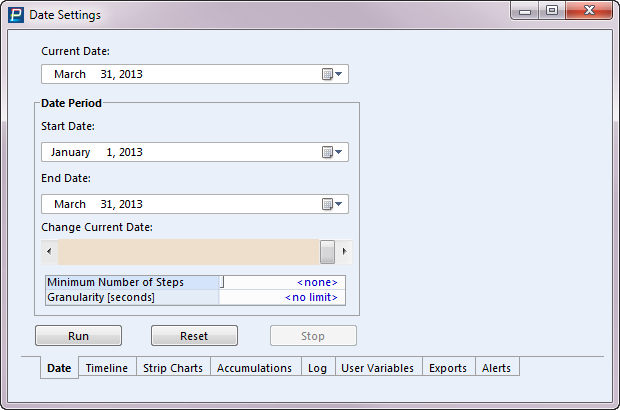 Date Settings
Current Date:
March 31, 2013
Date Period
Start Date:
January 1, 2013
End Date:
March 31, 2013
Change Current Date:
Minimum Number of Steps <none>
Granularity [seconds] <no limit>
Run Reset Stop
Date Timeline Strip Charts Accumulations Log User Variables Exports Alerts